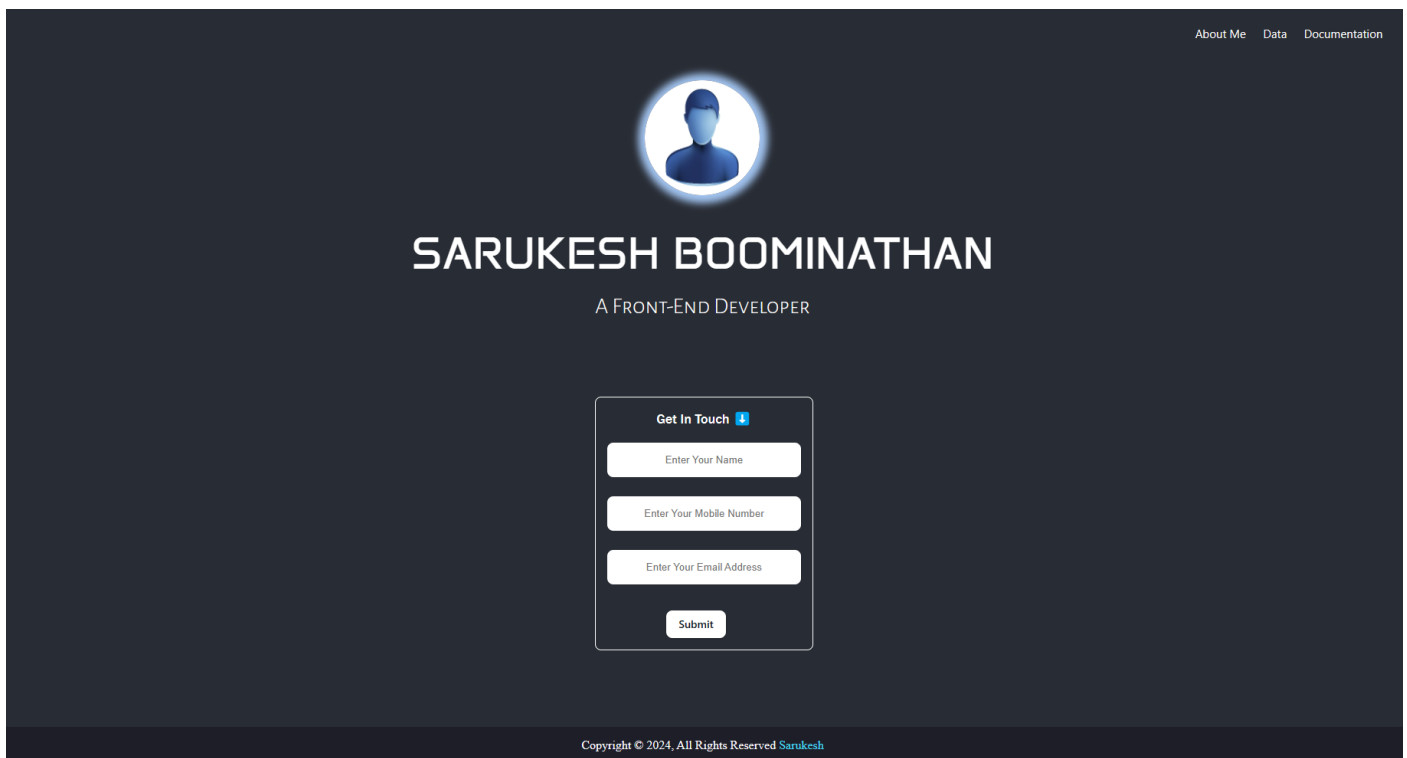 About Me Data Documentation
SARUKESH BOOMINATHAN
A Front-End Developer
Get In Touch ⬇️
Enter Your Name
Enter Your Mobile Number
Enter Your Email Address
Submit
Copyright © 2024, All Rights Reserved Sarukesh